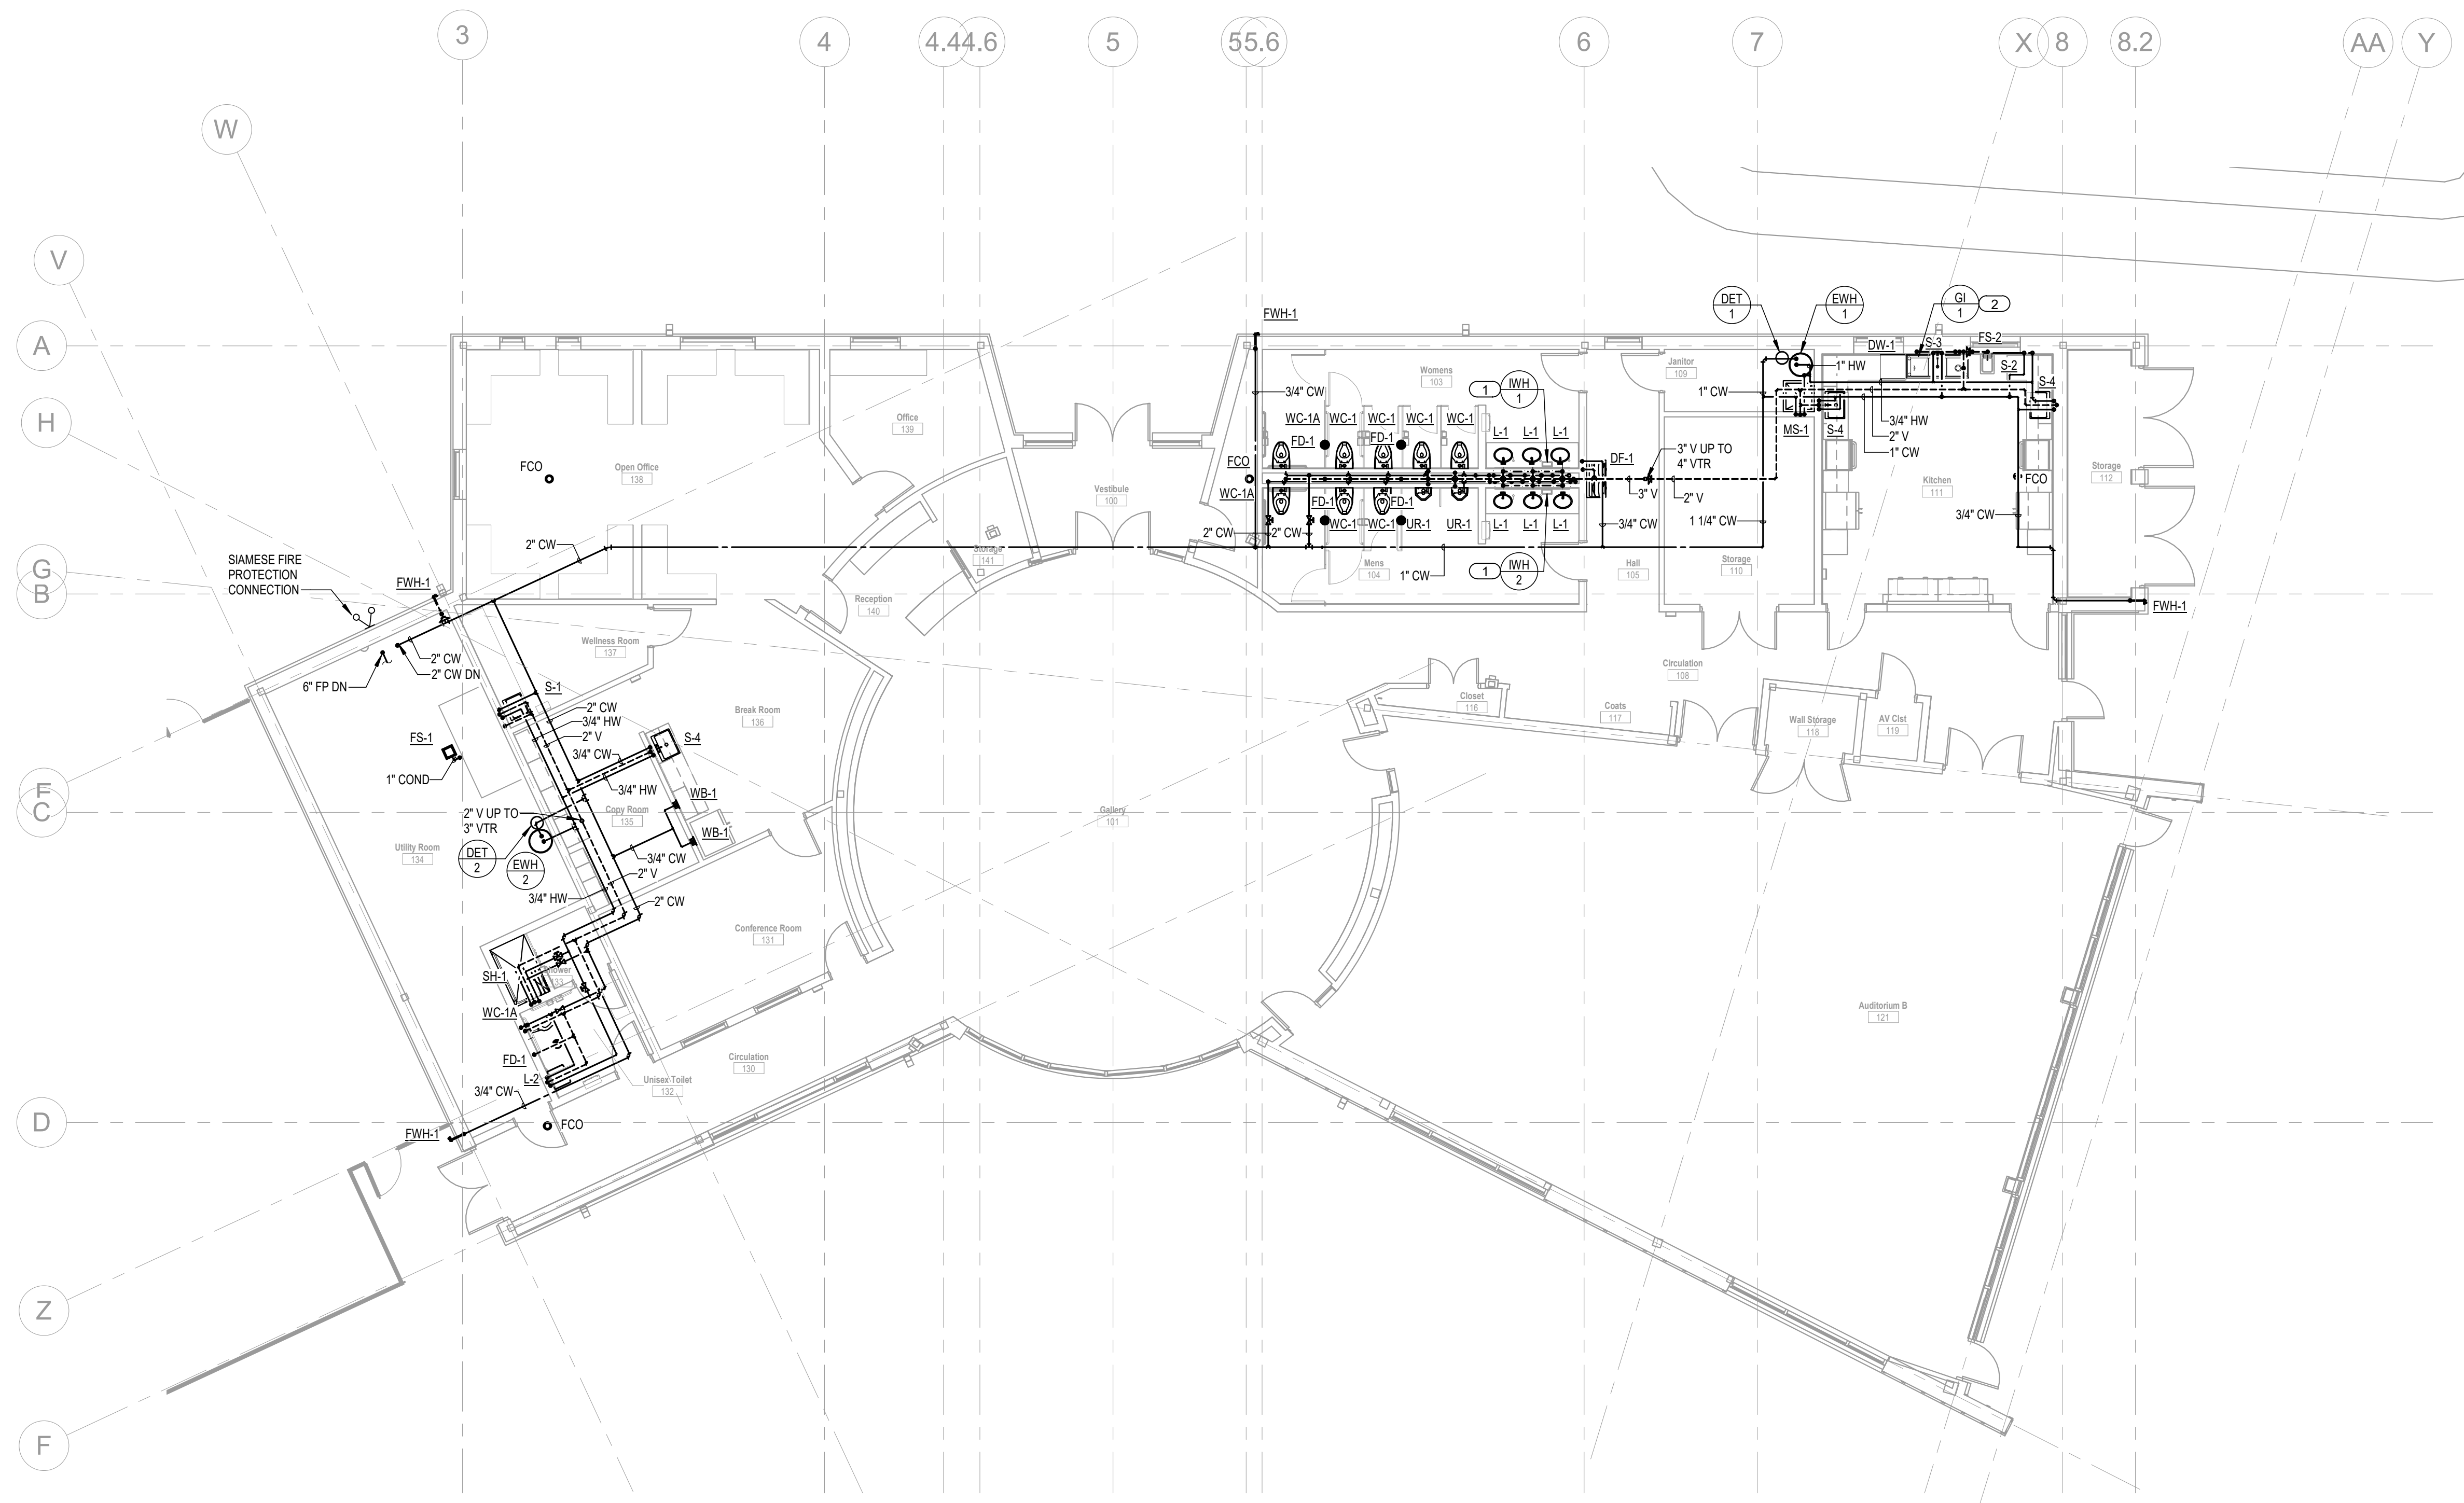 3
4
4.4
4.6
5
5
5.6
6
7
X
8
8.2
AA
Y
W
V
H
A
G
B
F
C
D
Z
F
SIAMESE FIRE
PROTECTION
CONNECTION
FWH-1
6" FP DN
2" CW
2" CW DN
2" CW
FCO
Open Office
138
Office
139
Storage
141
Reception
140
Vestibule
100
Wellness Room
137
Break Room
136
S-1
2" CW
3/4" HW
2" V
3/4" CW
S-4
3/4" HW
WB-1
WB-1
FS-1
1" COND
2" V UP TO
3" VTR
Copy Room
135
DET
2
EWH
2
Utility Room
134
3/4" CW
2" V
3/4" HW
2" CW
Conference Room
131
SH-1
WC-1A
FD-1
L-2
3/4" CW
FWH-1
FCO
Circulation
130
Unisex Toilet
132
Gallery
101
FWH-1
3/4" CW
FCO
WC-1A
2" CW
2" CW
Womens
103
WC-1A
WC-1
WC-1
WC-1
WC-1
FD-1
FD-1
L-1
L-1
L-1
1
IWH
1
FD-1
FD-1
WC-1
WC-1
UR-1
UR-1
L-1
L-1
L-1
Mens
104
1" CW
1
IWH
2
DF-1
3/4" CW
3" V UP TO
4" VTR
3" V
2" V
1 1/4" CW
1" CW
Hall
105
Janitor
109
Storage
110
DET
1
EWH
1
GI
1
2
DW-1
S-3
FS-2
S-2
S-4
1" HW
MS-1
S-4
3/4" HW
2" V
1" CW
Kitchen
111
FCO
3/4" CW
Storage
112
FWH-1
Circulation
108
Closet
116
Coats
117
Wall Storage
118
AV Clst
119
Auditorium B
121